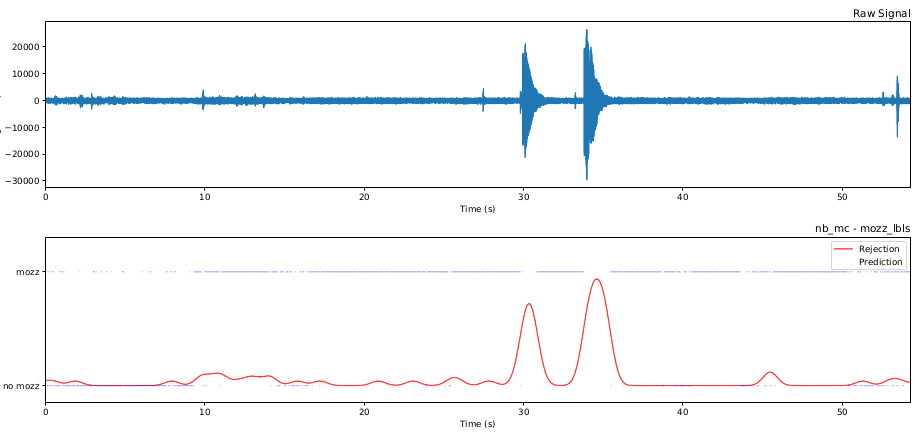 Raw Signal
20000
10000
0
−10000
−20000
−30000
0 10 20 30 40 50
Time (s)
nb_mc - mozz_lbls
Rejection
Prediction
mozz
no mozz
0 10 20 30 40 50
Time (s)